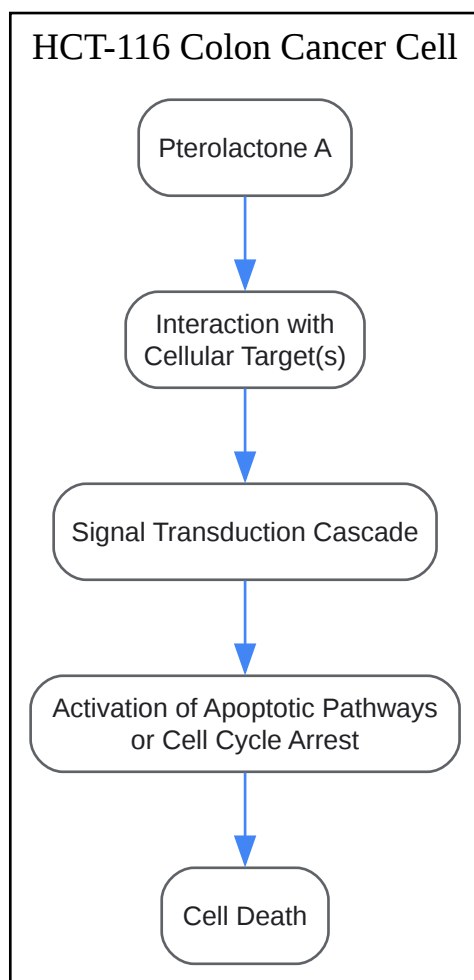 HCT-116 Colon Cancer Cell
Pterolactone A
Interaction with
Cellular Target(s)
Signal Transduction Cascade
Activation of Apoptotic Pathways
or Cell Cycle Arrest
Cell Death